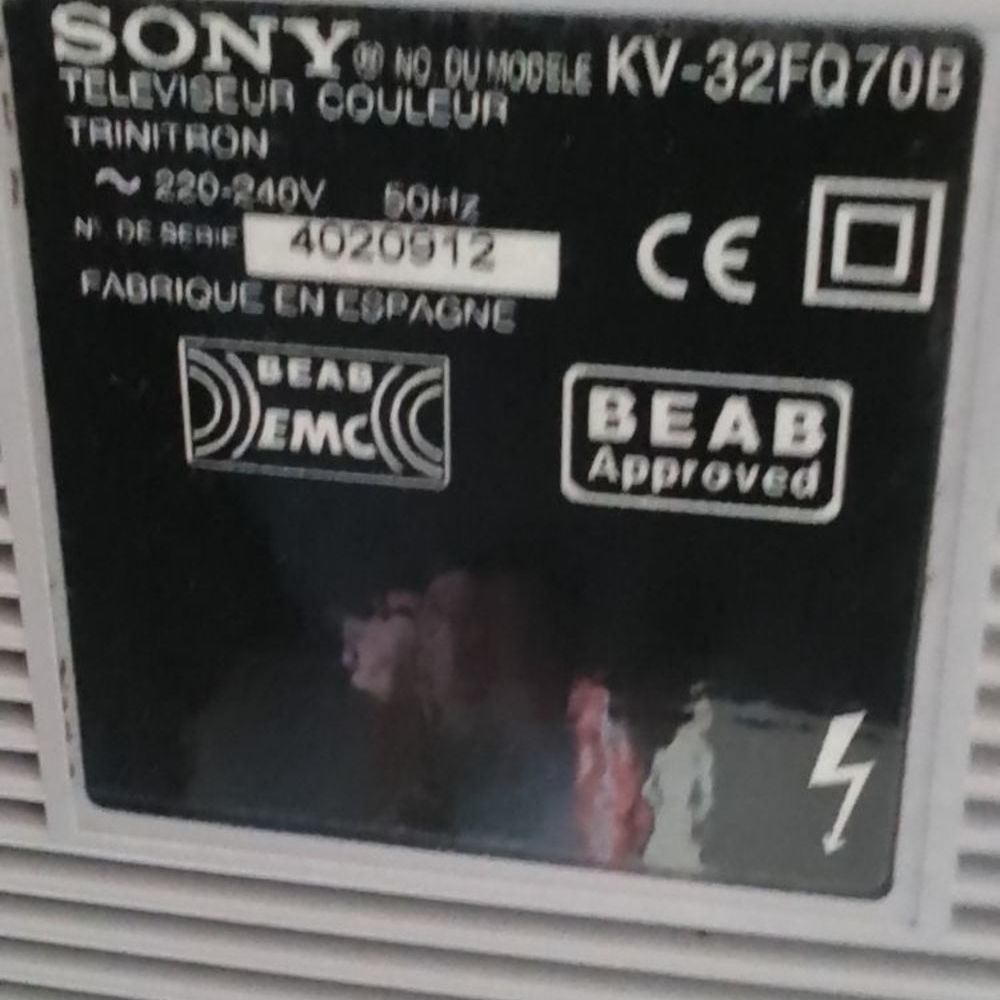 SONY® NO. DU MODELE KV-32FQ70B
TELEVISEUR COULEUR
TRINITRON
~ 220-240V 50Hz
N°. DE SERIE 4020912
FABRIQUE EN ESPAGNE
CE
BEAB
EMC
BEAB
Approved